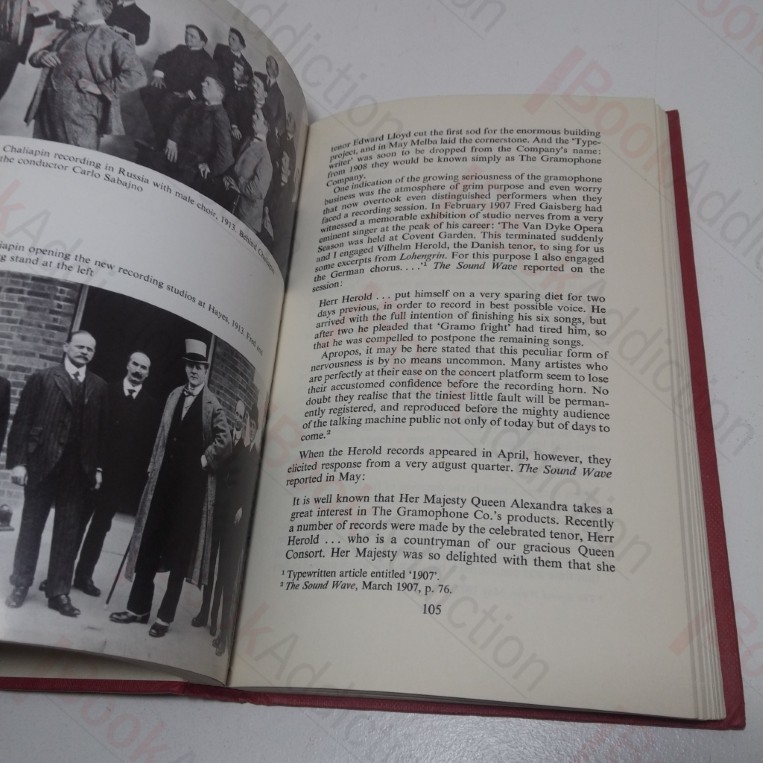 Chaliapin recording in Russia with male choir, 1913. Behind Chaliapin
the conductor Carlo Sabajno
iapin opening the new recording studios at Hayes, 1913. Fred and
g stand at the left
tenor Edward Lloyd cut the first sod for the enormous building
project, and in May Melba laid the cornerstone. And the 'Type-
writer' was soon to be dropped from the Company's name:
from 1908 they would be known simply as The Gramophone
Company.
One indication of the growing seriousness of the gramophone
business was the atmosphere of grim purpose and even worry
that now overtook even distinguished performers when they
faced a recording session. In February 1907 Fred Gaisberg had
witnessed a memorable exhibition of studio nerves from a very
eminent singer at the peak of his career: 'The Van Dyke Opera
Season was held at Covent Garden. This terminated suddenly
and I engaged Vilhelm Herold, the Danish tenor, to sing for us
some excerpts from Lohengrin. For this purpose I also engaged
the German chorus. . . .'¹ The Sound Wave reported on the
session:
Herr Herold . . . put himself on a very sparing diet for two
days previous, in order to record in best possible voice. He
arrived with the full intention of finishing his six songs, but
after two he pleaded that 'Gramo fright' had tired him, so
that he was compelled to postpone the remaining songs.
Apropos, it may be here stated that this peculiar form of
nervousness is by no means uncommon. Many artistes who
are perfectly at their ease on the concert platform seem to lose
their accustomed confidence before the recording horn. No
doubt they realise that the tiniest little fault will be perman-
ently registered, and reproduced before the mighty audience
of the talking machine public not only of today but of days to
come.²
When the Herold records appeared in April, however, they
elicited response from a very august quarter. The Sound Wave
reported in May:
It is well known that Her Majesty Queen Alexandra takes a
great interest in The Gramophone Co.'s products. Recently
a number of records were made by the celebrated tenor, Herr
Herold . . . who is a countryman of our gracious Queen
Consort. Her Majesty was so delighted with them that she
¹ Typewritten article entitled '1907'.
² The Sound Wave, March 1907, p. 76.
105
Book Addiction